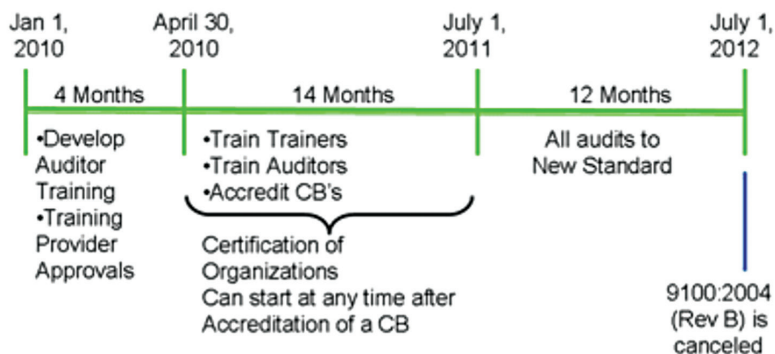 Jan 1,
2010
April 30,
2010
July 1,
2011
July 1,
2012
4 Months
14 Months
12 Months
•Develop
Auditor
Training
•Training
Provider
Approvals
•Train Trainers
•Train Auditors
•Accredit CB's
Certification of
Organizations
Can start at any time after
Accreditation of a CB
All audits to
New Standard
9100:2004
(Rev B) is
canceled